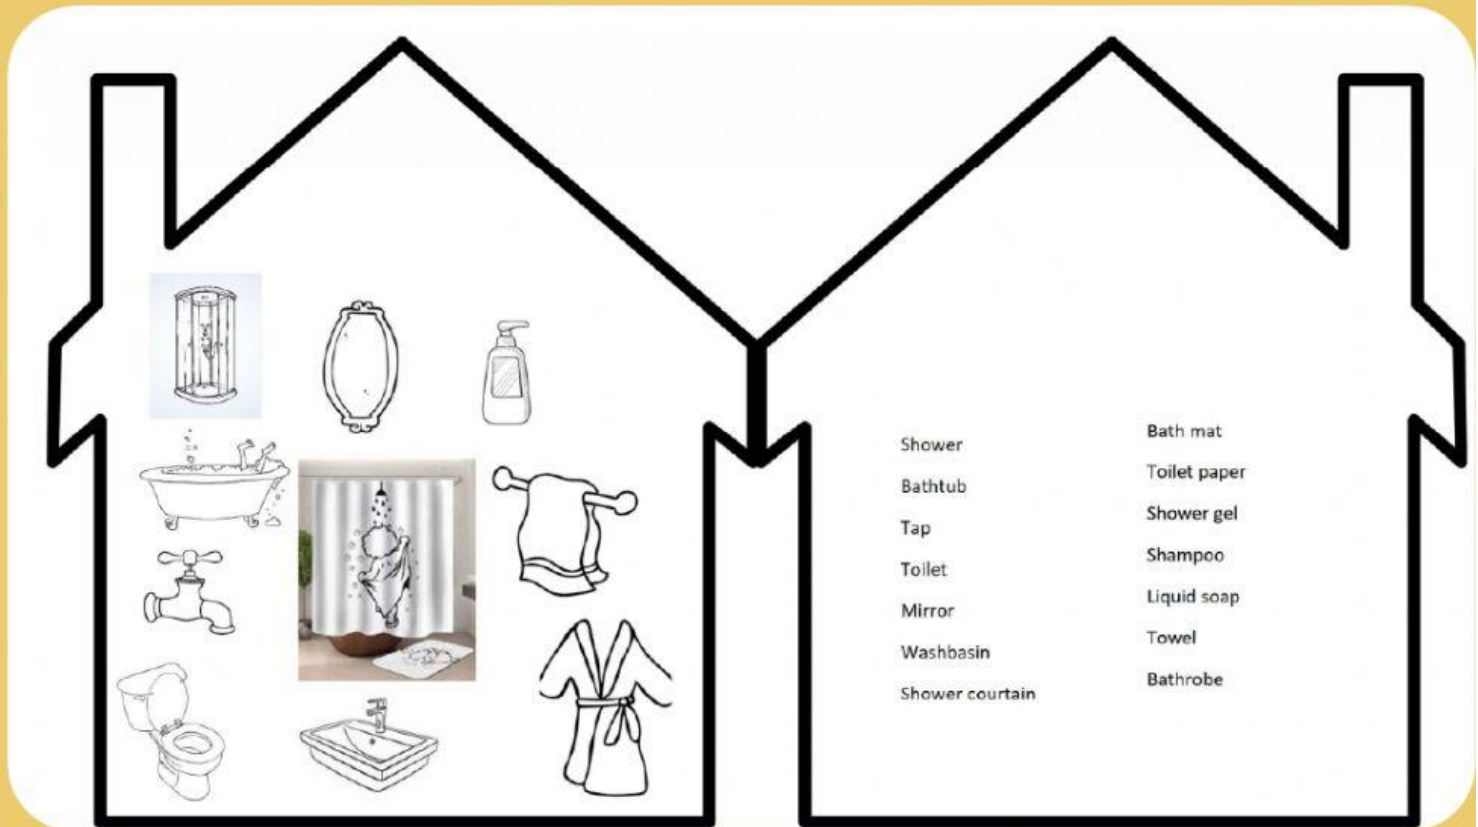 Shower
Bathtub
Tap
Toilet
Mirror
Washbasin
Shower courtain
Bath mat
Toilet paper
Shower gel
Shampoo
Liquid soap
Towel
Bathrobe